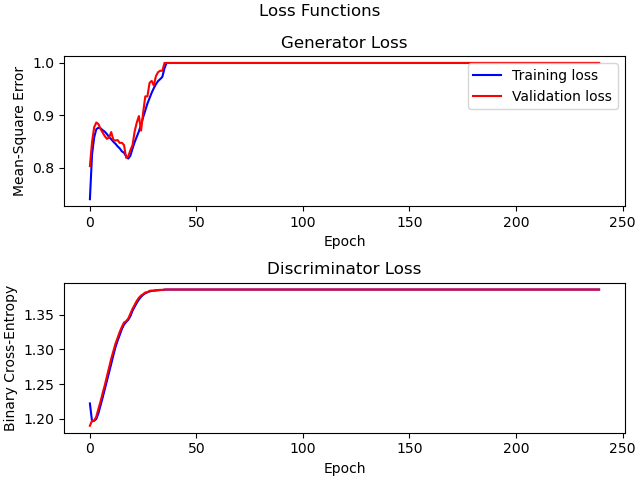 Loss Functions
Generator Loss
Mean-Square Error
1.0
0.9
0.8
Training loss
Validation loss
0 50 100 150 200 250
Epoch
Discriminator Loss
Binary Cross-Entropy
1.35
1.30
1.25
1.20
0 50 100 150 200 250
Epoch